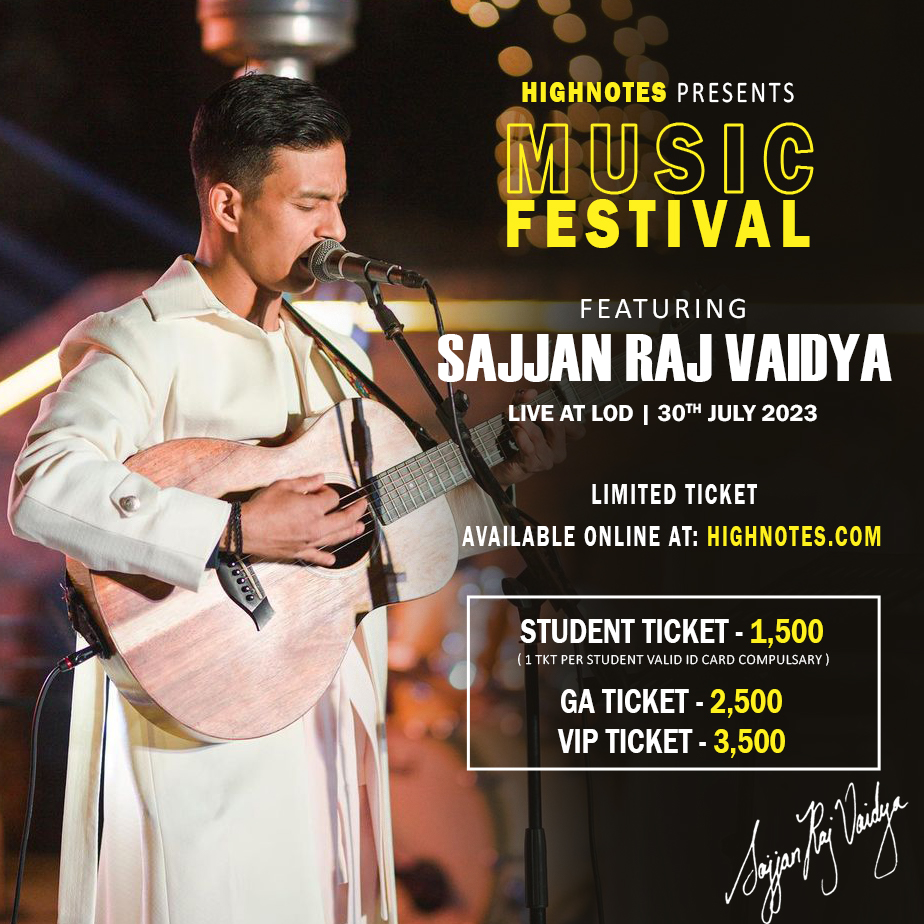 HIGHNOTES PRESENTS
MUSIC
FESTIVAL
FEATURING
SAJJAN RAJ VAIDYA
LIVE AT LOD | 30TH JULY 2023
LIMITED TICKET
AVAILABLE ONLINE AT: HIGHNOTES.COM
STUDENT TICKET - 1,500
( 1 TKT PER STUDENT VALID ID CARD COMPULSARY )
GA TICKET - 2,500
VIP TICKET - 3,500
Sajjan Raj Vaidya